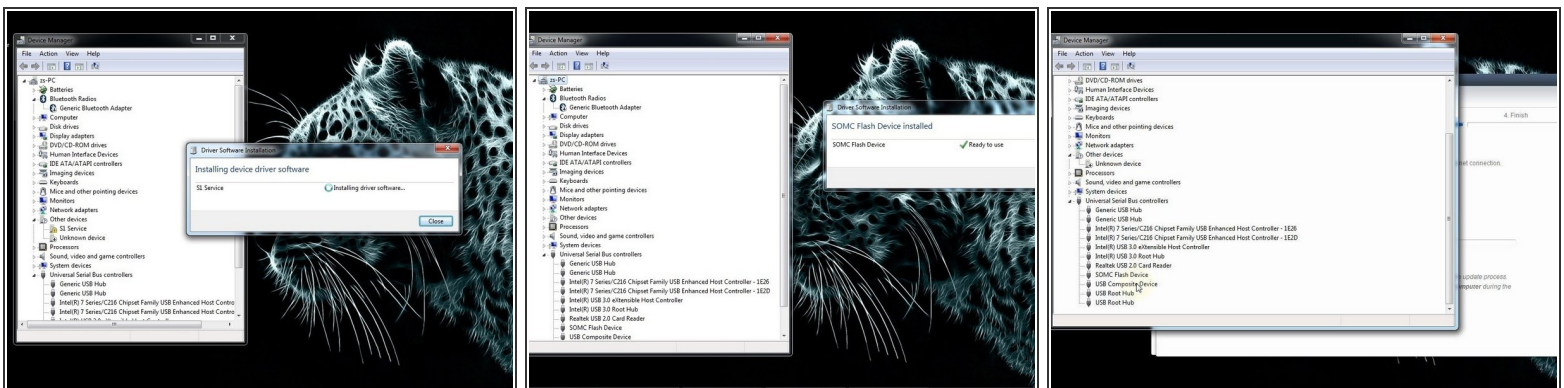 Device Manager
File Action View Help
zs-PC
Batteries
Bluetooth Radios
Generic Bluetooth Adapter
Computer
Disk drives
Display adapters
DVD/CD-ROM drives
Human Interface Devices
IDE ATA/ATAPI controllers
Imaging devices
Keyboards
Mice and other pointing devices
Monitors
Network adapters
Other devices
S1 Service
Unknown device
Processors
Sound, video and game controllers
System devices
Universal Serial Bus controllers
Generic USB Hub
Generic USB Hub
Intel(R) 7 Series/C216 Chipset Family USB Enhanced Host Contro
Intel(R) 7 Series/C216 Chipset Family USB Enhanced Host Contro
Driver Software Installation
Installing device driver software
S1 Service Installing driver software...
Close
Device Manager
File Action View Help
zs-PC
Batteries
Bluetooth Radios
Generic Bluetooth Adapter
Computer
Disk drives
Display adapters
DVD/CD-ROM drives
Human Interface Devices
IDE ATA/ATAPI controllers
Imaging devices
Keyboards
Mice and other pointing devices
Monitors
Network adapters
Other devices
Processors
Sound, video and game controllers
System devices
Universal Serial Bus controllers
Generic USB Hub
Generic USB Hub
Intel(R) 7 Series/C216 Chipset Family USB Enhanced Host Controller - 1E26
Intel(R) 7 Series/C216 Chipset Family USB Enhanced Host Controller - 1E2D
Intel(R) USB 3.0 eXtensible Host Controller
Intel(R) USB 3.0 Root Hub
Realtek USB 2.0 Card Reader
SOMC Flash Device
USB Composite Device
Driver Software Installation
SOMC Flash Device installed
SOMC Flash Device Ready to use
Device Manager
File Action View Help
DVD/CD-ROM drives
Human Interface Devices
IDE ATA/ATAPI controllers
Imaging devices
Keyboards
Mice and other pointing devices
Monitors
Network adapters
Other devices
Unknown device
Processors
Sound, video and game controllers
System devices
Universal Serial Bus controllers
Generic USB Hub
Generic USB Hub
Intel(R) 7 Series/C216 Chipset Family USB Enhanced Host Controller - 1E26
Intel(R) 7 Series/C216 Chipset Family USB Enhanced Host Controller - 1E2D
Intel(R) USB 3.0 eXtensible Host Controller
Intel(R) USB 3.0 Root Hub
Realtek USB 2.0 Card Reader
SOMC Flash Device
USB Composite Device
USB Root Hub
USB Root Hub
4. Finish
connection.
update process.
during the